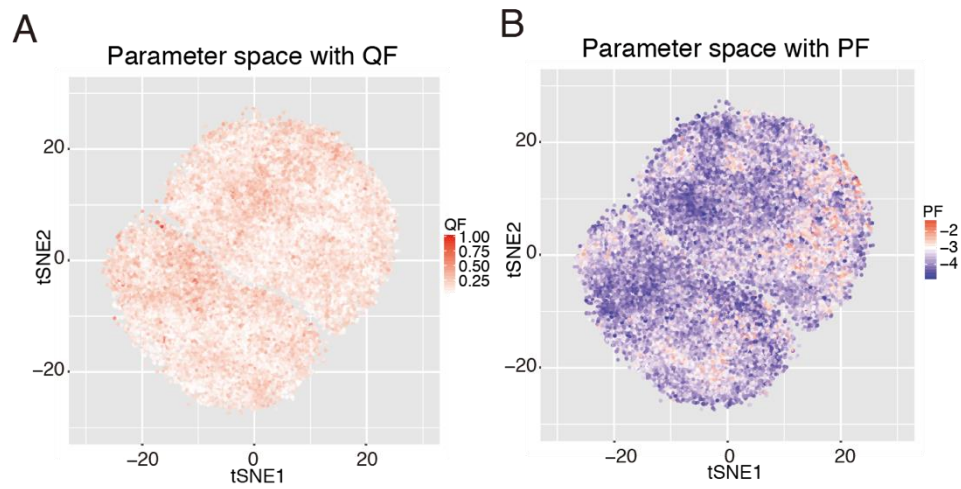 A
Parameter space with QF
20
0
−20
tSNE2
−20
0
20
tSNE1
QF
1.00
0.75
0.50
0.25
B
Parameter space with PF
20
0
−20
tSNE2
−20
0
20
tSNE1
PF
−2
−3
−4